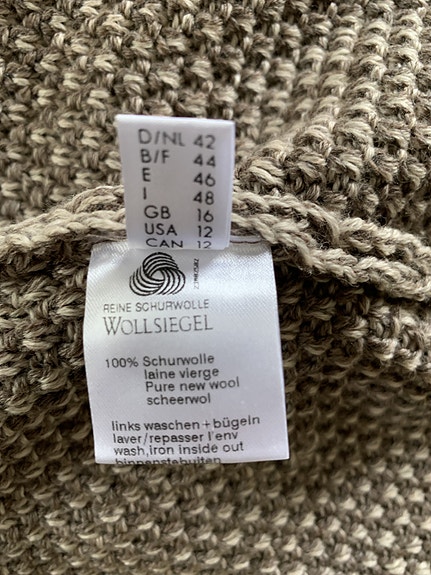 D/NL 42
B/F 44
E 46
I 48
GB 16
USA 12
CAN 12
REINE SCHURWOLLE
WOLLSIEGEL
100% Schurwolle
laine vierge
Pure new wool
scheerwol
links waschen+bügeln
laver/repasser l'env
wash,iron inside out
binnenstebuiten